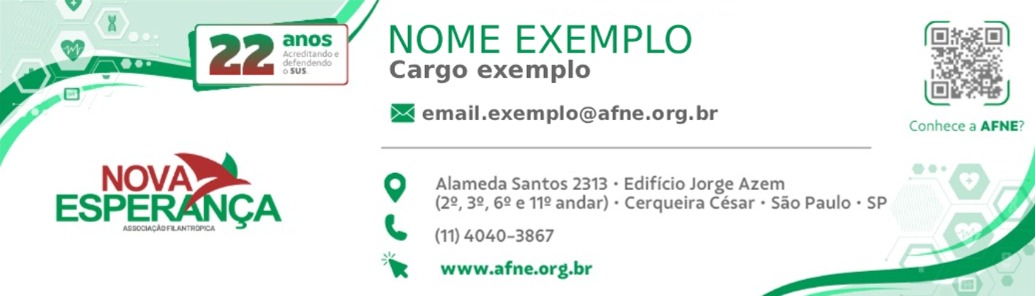 22 anos
Acreditando e
defendendo
o SUS
NOME EXEMPLO
Cargo exemplo
email.exemplo@afne.org.br
Conhece a AFNE?
NOVA
ESPERANÇA
ASSOCIAÇÃO FILANTRÓPICA
Alameda Santos 2313 • Edifício Jorge Azem
(2º, 3º, 6º e 11º andar) • Cerqueira César • São Paulo • SP
(11) 4040-3867
www.afne.org.br